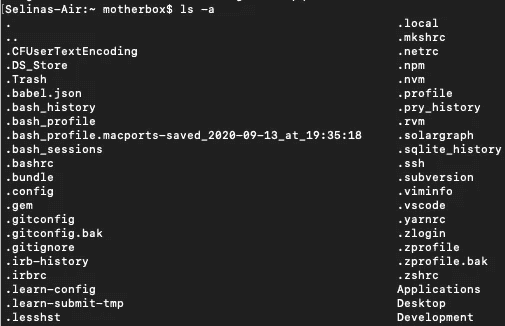 [Selinas-Air:~ motherbox$ ls -a
. .local
.. .mkshrc
.CFUserTextEncoding .netrc
.DS_Store .npm
.Trash .nvm
.babel.json .profile
.bash_history .pry_history
.bash_profile .rvm
.bash_profile.macports-saved_2020-09-13_at_19:35:18 .solargraph
.bash_sessions .sqlite_history
.bashrc .ssh
.bundle .subversion
.config .viminfo
.gem .vscode
.gitconfig .yarnrc
.gitconfig.bak .zlogin
.gitignore .zprofile
.irb-history .zprofile.bak
.irbrc .zshrc
.learn-config Applications
.learn-submit-tmp Desktop
.lesshst Development